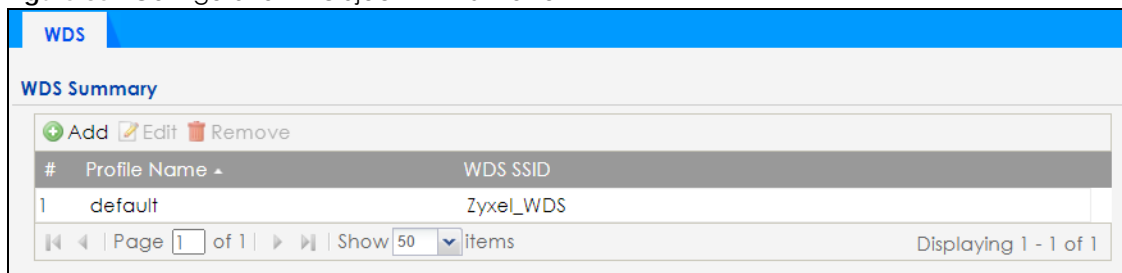 WDS
WDS Summary
Add Edit Remove
# Profile Name WDS SSID
1 default Zyxel_WDS
Page 1 of 1 Show 50 items Displaying 1 - 1 of 1